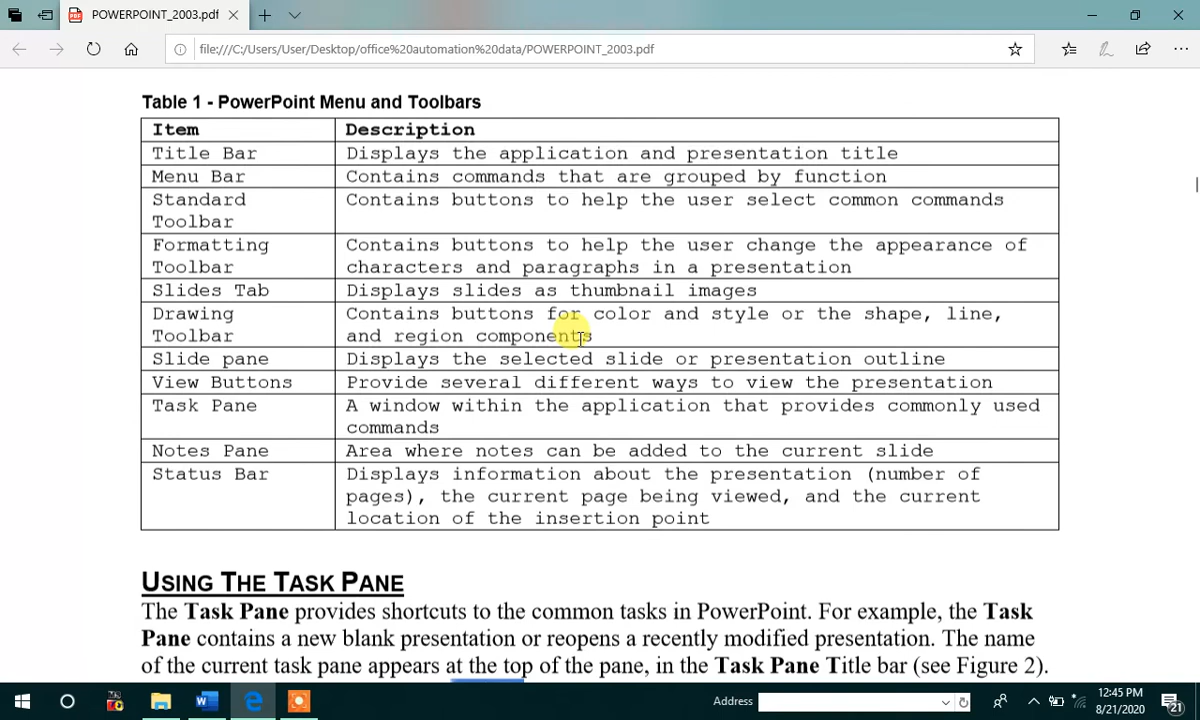 POWERPOINT_2003.pdf
file:///C:/Users/User/Desktop/office%20automation%20data/POWERPOINT_2003.pdf
Table 1 - PowerPoint Menu and Toolbars
Item Description
Title Bar Displays the application and presentation title
Menu Bar Contains commands that are grouped by function
Standard Contains buttons to help the user select common commands
Toolbar
Formatting Contains buttons to help the user change the appearance of
Toolbar characters and paragraphs in a presentation
Slides Tab Displays slides as thumbnail images
Drawing Contains buttons for color and style or the shape, line,
Toolbar and region components
Slide pane Displays the selected slide or presentation outline
View Buttons Provide several different ways to view the presentation
Task Pane A window within the application that provides commonly used
commands
Notes Pane Area where notes can be added to the current slide
Status Bar Displays information about the presentation (number of
pages), the current page being viewed, and the current
location of the insertion point
USING THE TASK PANE
The Task Pane provides shortcuts to the common tasks in PowerPoint. For example, the Task
Pane contains a new blank presentation or reopens a recently modified presentation. The name
of the current task pane appears at the top of the pane, in the Task Pane Title bar (see Figure 2).
Address
12:45 PM
8/21/2020
21